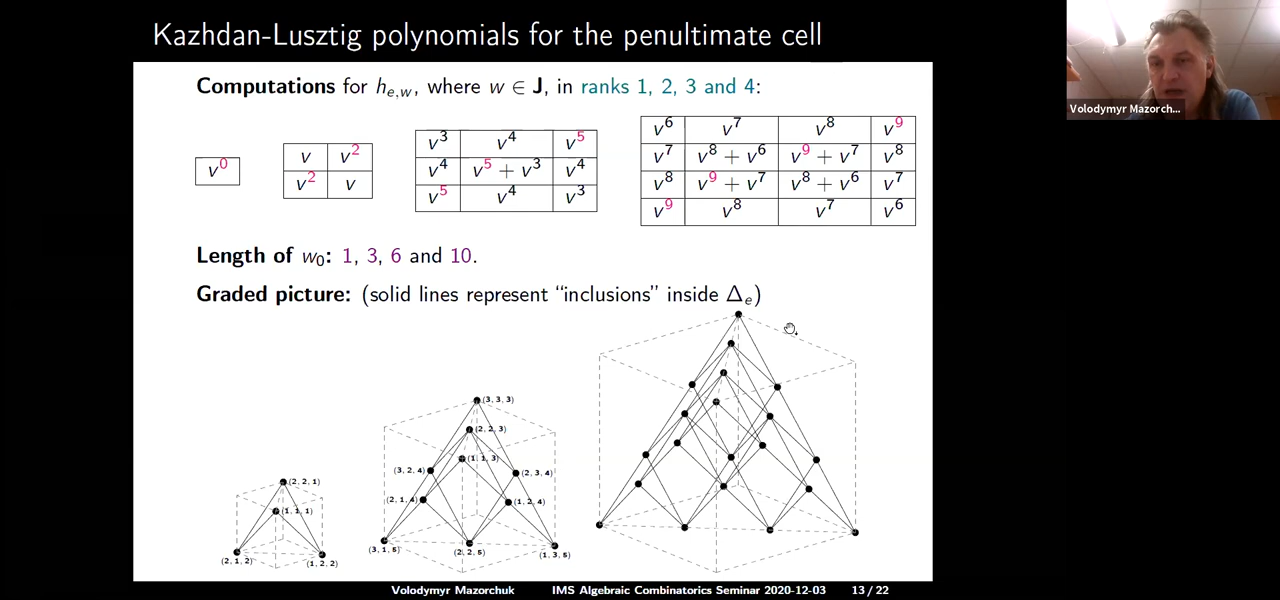 Kazhdan-Lusztig polynomials for the penultimate cell
Volodymyr Mazorch...
Computations for h_{e,w}, where w ∈ J, in ranks 1, 2, 3 and 4:
v^0
v v^2
v^2 v
v^3 v^4 v^5
v^4 v^5 + v^3 v^4
v^5 v^4 v^3
v^6 v^7 v^8 v^9
v^7 v^8 + v^6 v^9 + v^7 v^8
v^8 v^9 + v^7 v^8 + v^6 v^7
v^9 v^8 v^7 v^6
Length of w_0: 1, 3, 6 and 10.
Graded picture: (solid lines represent “inclusions” inside Δ_e)
(2, 2, 1)
(1, 1, 1)
(2, 1, 2)
(1, 2, 2)
(3, 3, 3)
(2, 2, 3)
(1, 1, 3)
(3, 2, 4)
(2, 3, 4)
(2, 1, 4)
(1, 2, 4)
(3, 1, 5)
(2, 2, 5)
(1, 3, 5)
Volodymyr Mazorchuk IMS Algebraic Combinatorics Seminar 2020-12-03 13 / 22